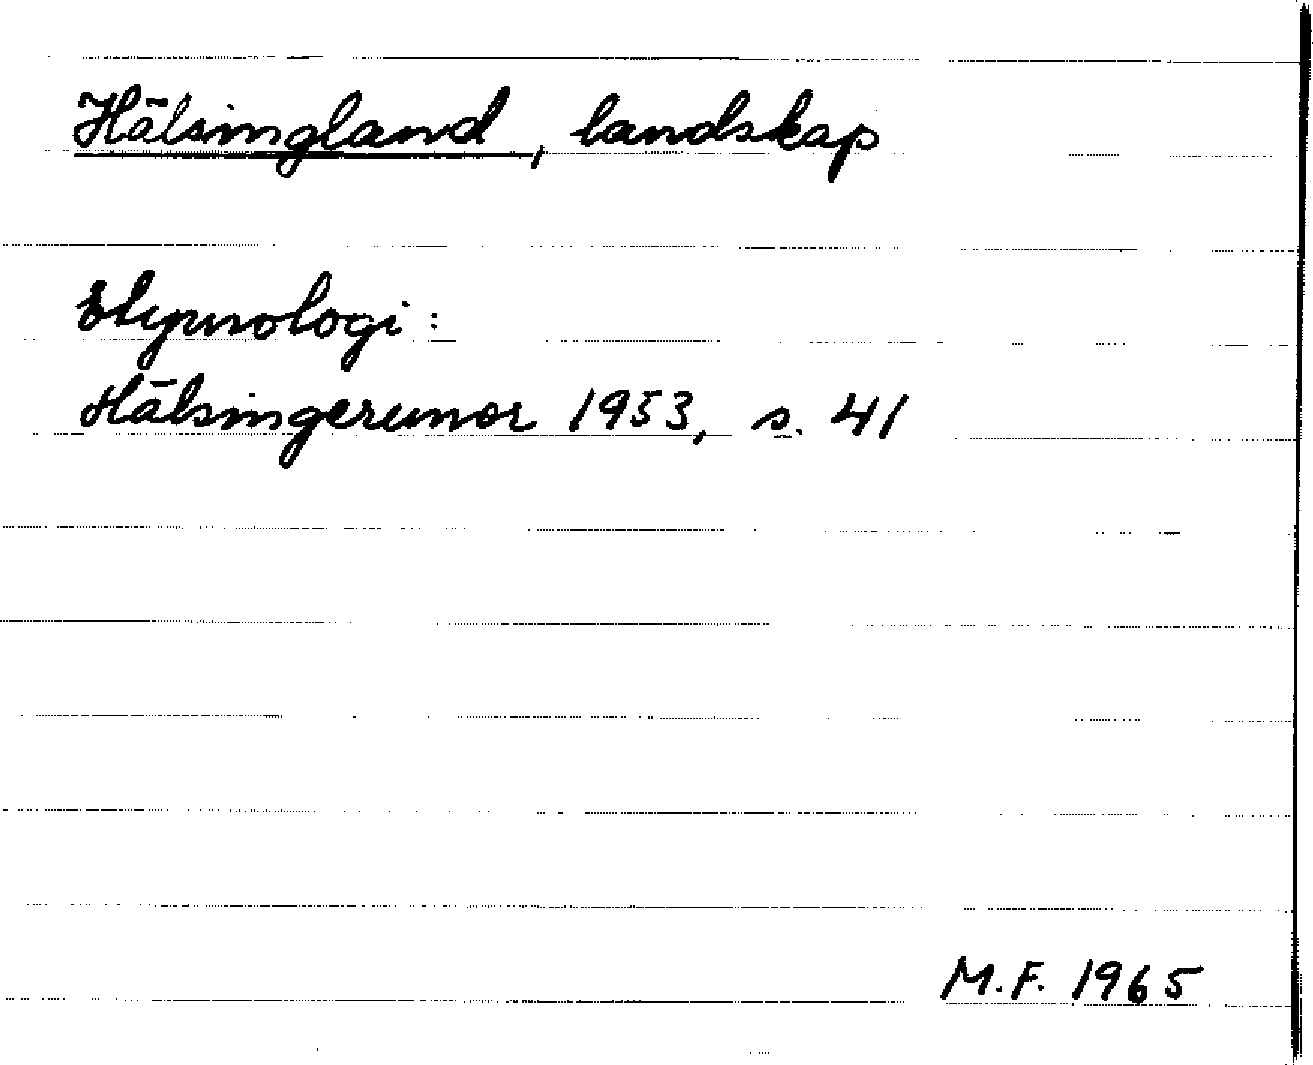 Hälsingland, landskap
Etymologi:
Hälsingerunor 1953, s. 41
M.F. 1965